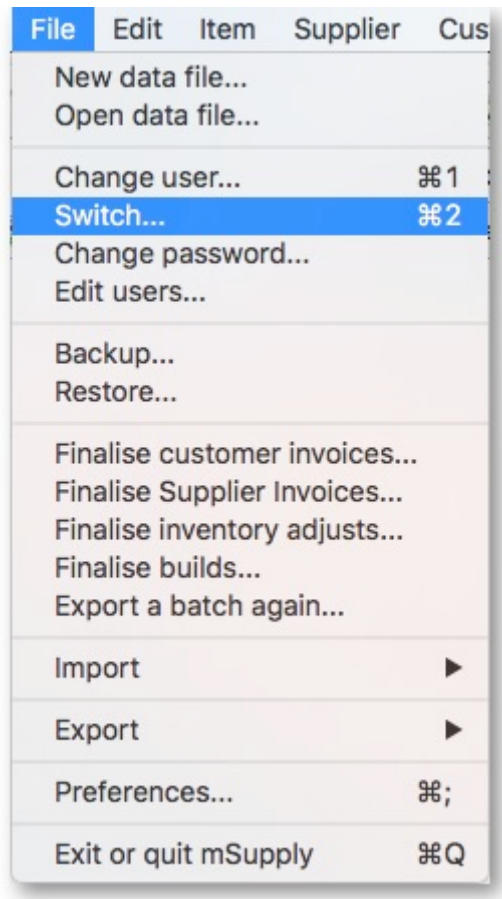 File Edit Item Supplier Cus
New data file...
Open data file...
Change user... ⌘1
Switch... ⌘2
Change password...
Edit users...
Backup...
Restore...
Finalise customer invoices...
Finalise Supplier Invoices...
Finalise inventory adjusts...
Finalise builds...
Export a batch again...
Import ▶
Export ▶
Preferences... ⌘;
Exit or quit mSupply ⌘Q